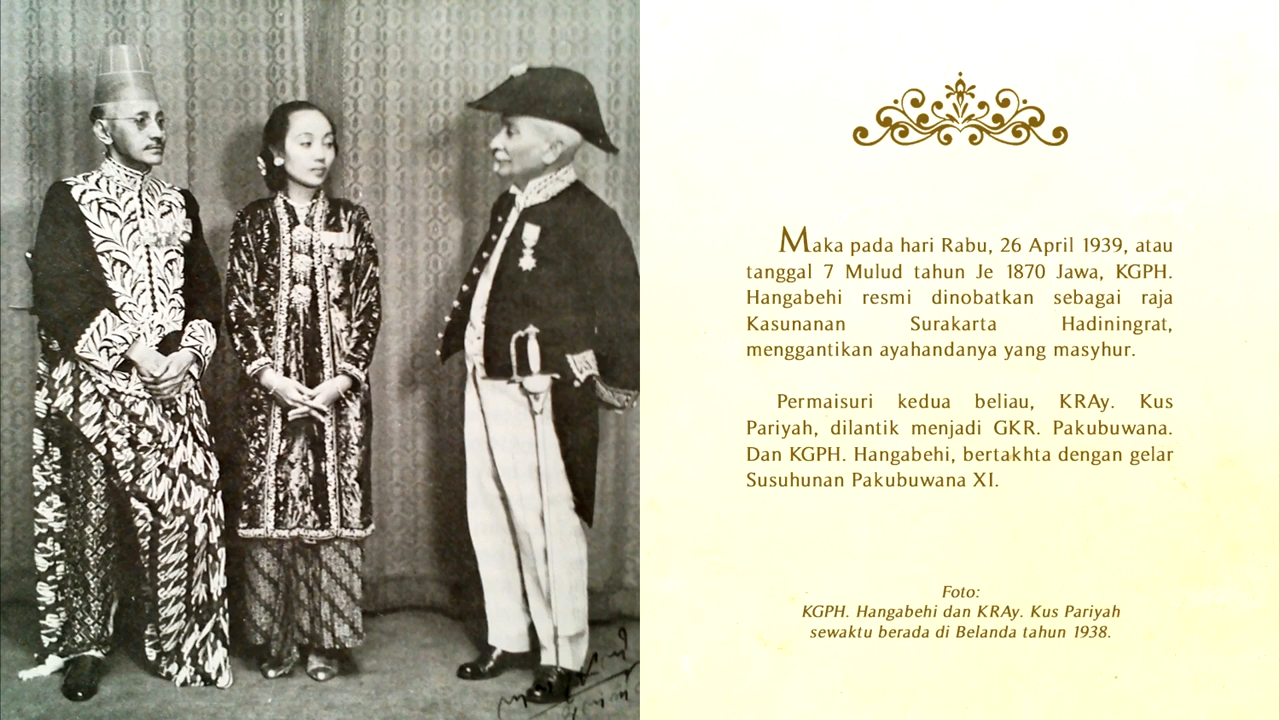 Maka pada hari Rabu, 26 April 1939, atau
tanggal 7 Mulud tahun Je 1870 Jawa, KGPH.
Hangabehi resmi dinobatkan sebagai raja
Kasunanan Surakarta Hadiningrat,
menggantikan ayahandanya yang masyhur.
Permaisuri kedua beliau, KRAy. Kus
Pariyah, dilantik menjadi GKR. Pakubuwana.
Dan KGPH. Hangabehi, bertakhta dengan gelar
Susuhunan Pakubuwana XI.
Foto:
KGPH. Hangabehi dan KRAy. Kus Pariyah
sewaktu berada di Belanda tahun 1938.